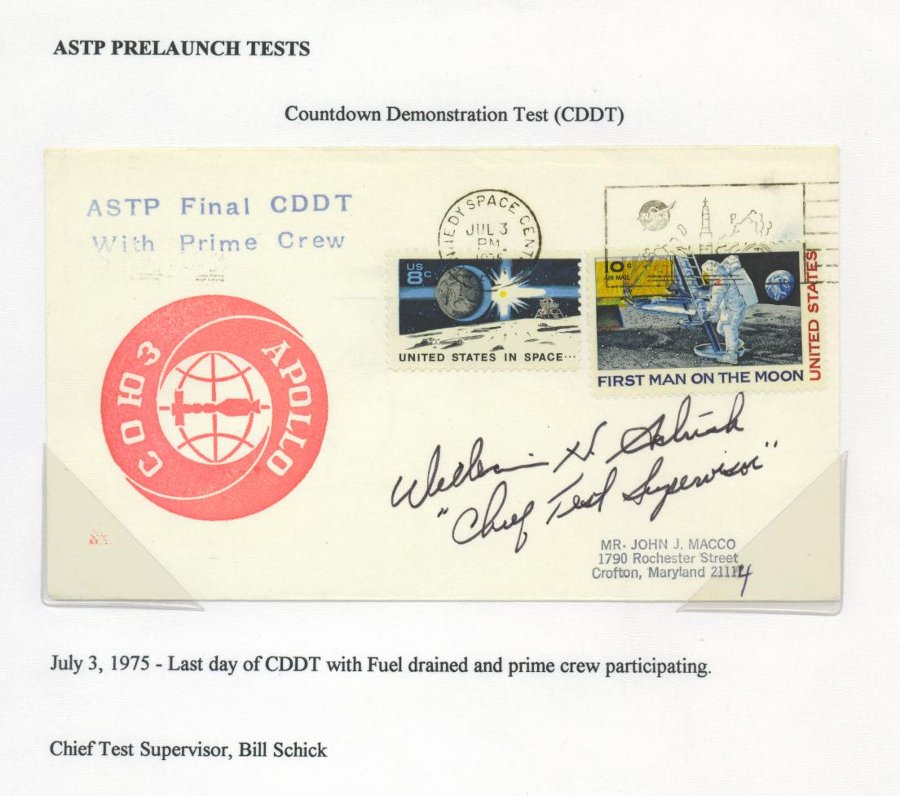 ASTP PRELAUNCH TESTS
Countdown Demonstration Test (CDDT)
ASTP Final CDDT
With Prime Crew
KENNEDY SPACE CENT
JUL 3
PM
US
8c
UNITED STATES IN SPACE...
10c
AIR MAIL
FIRST MAN ON THE MOON
UNITED STATES
СОЮЗ
APOLLO
William H. Schick
"Chief Test Supervisor"
MR. JOHN J. MACCO
1790 Rochester Street
Crofton, Maryland 21114
July 3, 1975 - Last day of CDDT with Fuel drained and prime crew participating.
Chief Test Supervisor, Bill Schick